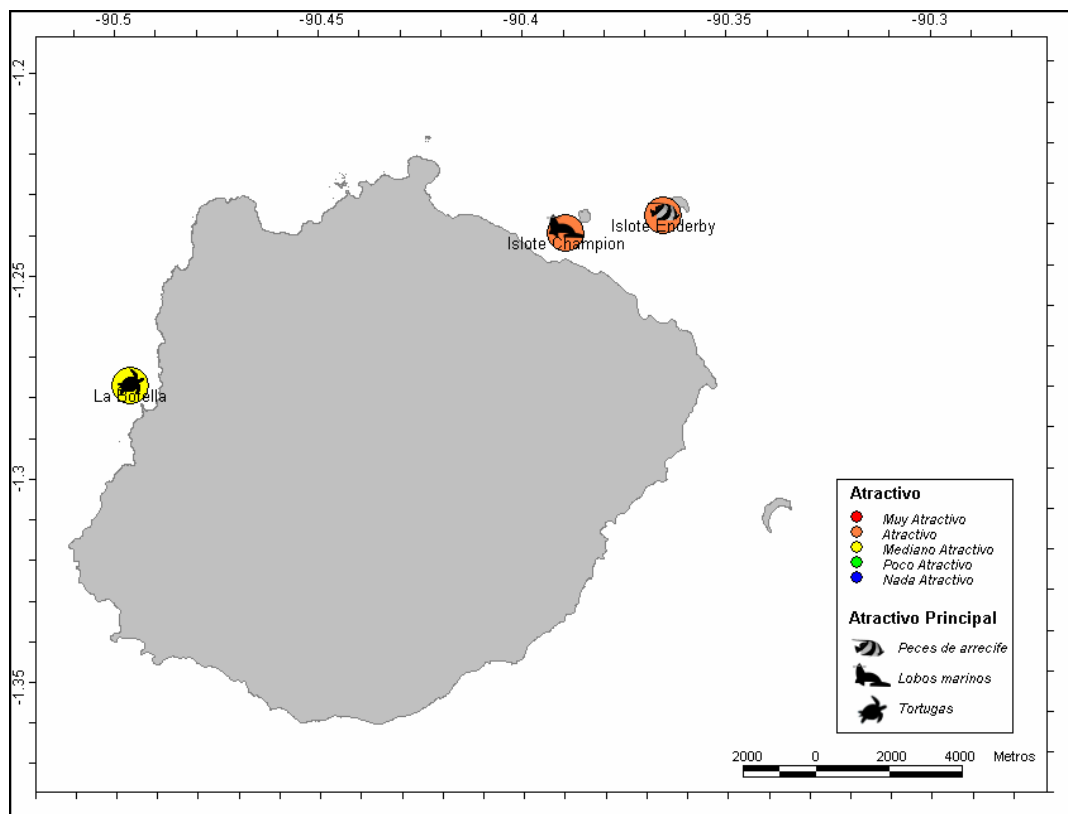 -90.5 -90.45 -90.4 -90.35 -90.3
-1.2
-1.25
-1.3
-1.35
Islote Enderby
Islote Champion
La Botella
Atractivo
Muy Atractivo
Atractivo
Mediano Atractivo
Poco Atractivo
Nada Atractivo
Atractivo Principal
Peces de arrecife
Lobos marinos
Tortugas
2000 0 2000 4000 Metros